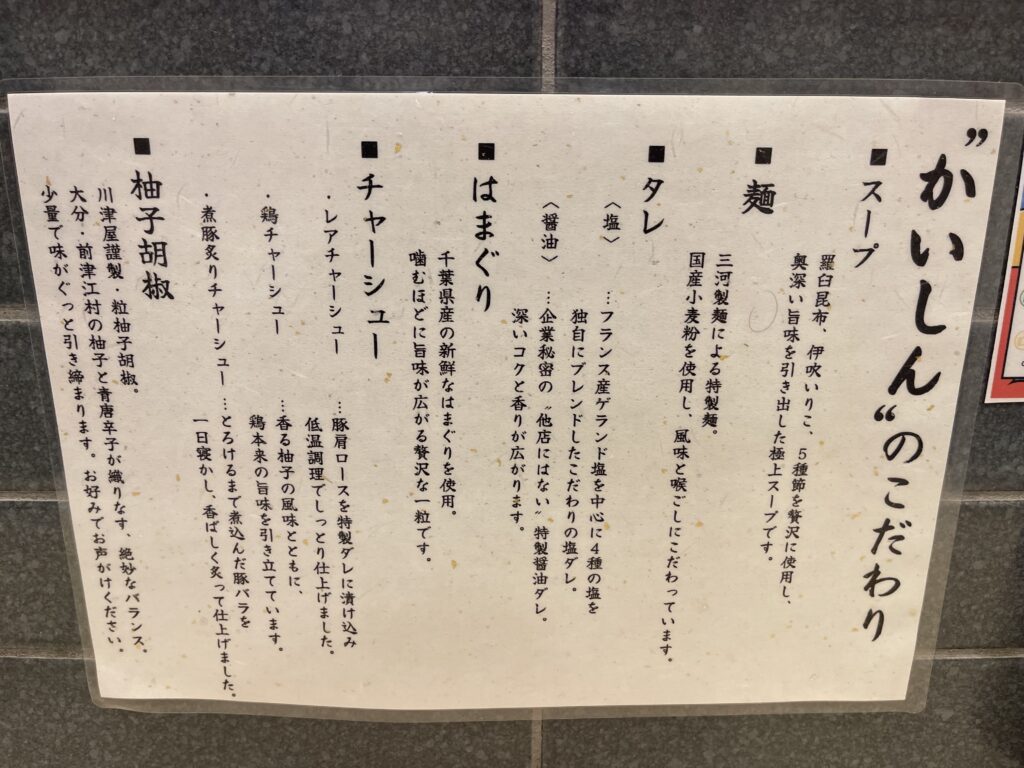 ”かいしん“のこだわり
■スープ
羅臼昆布、伊吹いりこ、5種節を贅沢に使用し、
奥深い旨味を引き出した極上スープです。
■麺
三河製麺による特製麺。
国産小麦粉を使用し、風味と喉ごしにこだわっています。
■タレ
〈塩〉…フランス産ゲランド塩を中心に4種の塩を
独自にブレンドしたこだわりの塩ダレ。
〈醤油〉…企業秘密の〝他店にはない〟特製醤油ダレ。
深いコクと香りが広がります。
■はまぐり
千葉県産の新鮮なはまぐりを使用。
噛むほどに旨味が広がる贅沢な一粒です。
■チャーシュー
・レアチャーシュー…豚肩ロースを特製ダレに漬け込み
低温調理でしっとり仕上げました。
・鶏チャーシュー…香る柚子の風味とともに、
鶏本来の旨味を引き立てています。
・煮豚炙りチャーシュー…とろけるまで煮込んだ豚バラを
一日寝かし、香ばしく炙って仕上げました。
■柚子胡椒
川津屋謹製・粒柚子胡椒。
大分・前津江村の柚子と青唐辛子が織りなす、絶妙なバランス。
少量で味がぐっと引き締まります。お好みでお声がけください。